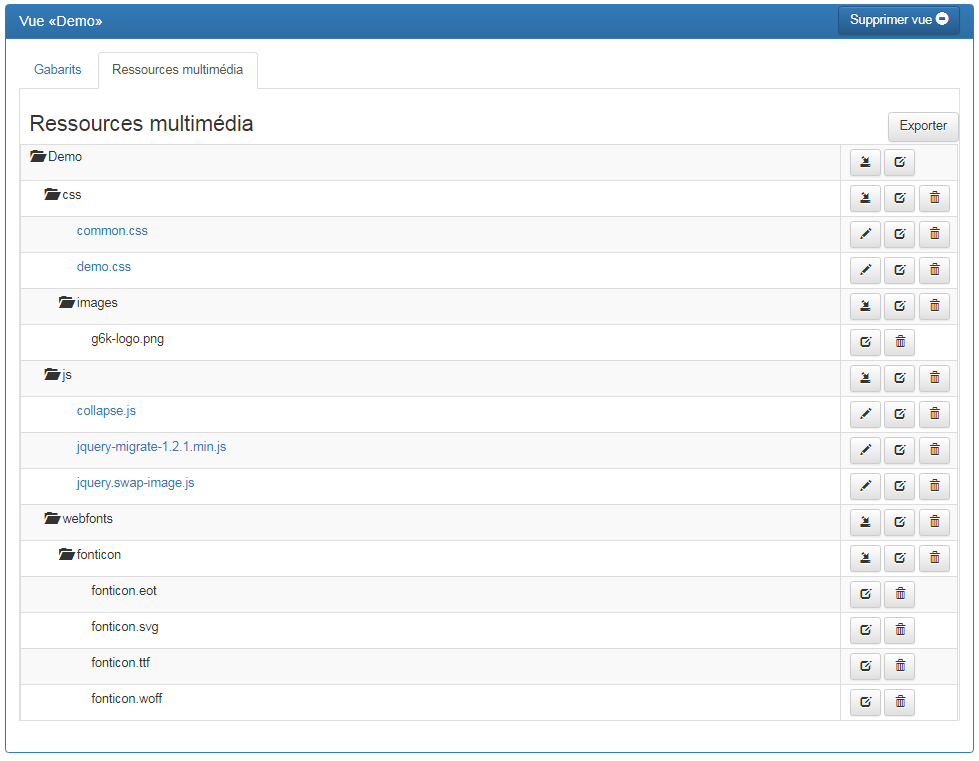 Vue «Demo»
Supprimer vue
Gabarits
Ressources multimédia
Ressources multimédia
Exporter
Demo
css
common.css
demo.css
images
g6k-logo.png
js
collapse.js
jquery-migrate-1.2.1.min.js
jquery.swap-image.js
webfonts
fonticon
fonticon.eot
fonticon.svg
fonticon.ttf
fonticon.woff